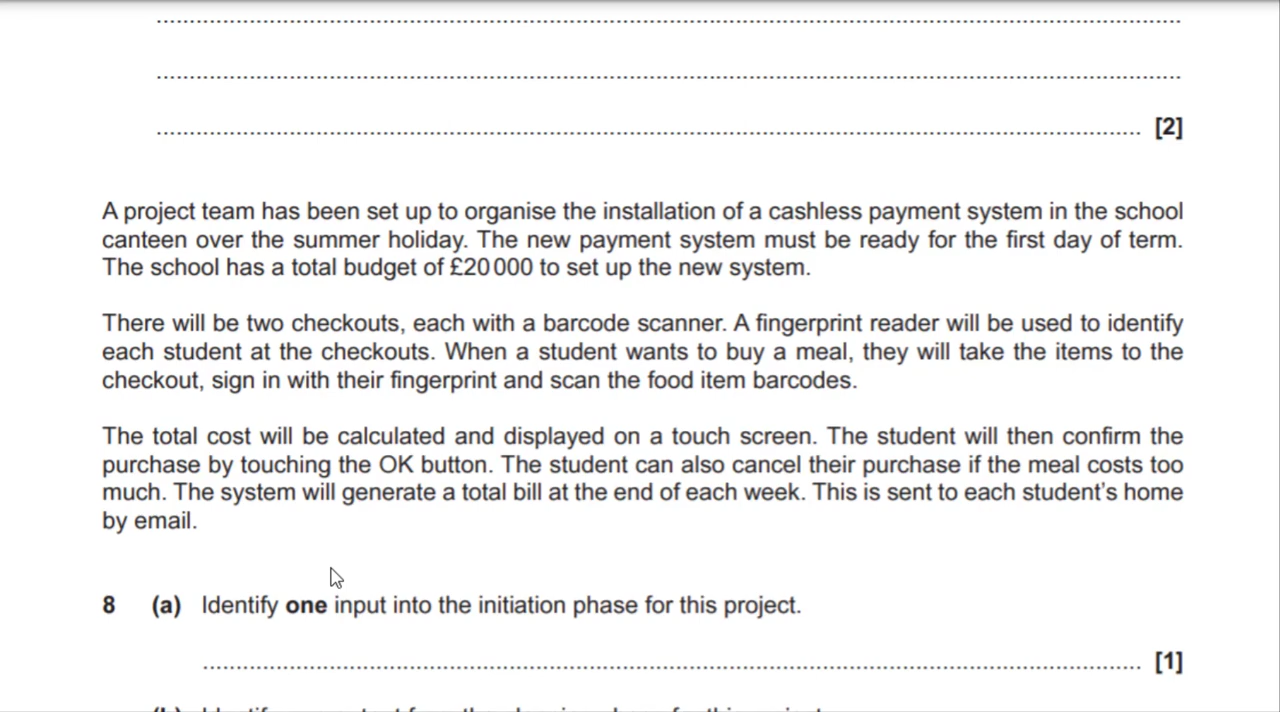 [2]
A project team has been set up to organise the installation of a cashless payment system in the school
canteen over the summer holiday. The new payment system must be ready for the first day of term.
The school has a total budget of £20 000 to set up the new system.
There will be two checkouts, each with a barcode scanner. A fingerprint reader will be used to identify
each student at the checkouts. When a student wants to buy a meal, they will take the items to the
checkout, sign in with their fingerprint and scan the food item barcodes.
The total cost will be calculated and displayed on a touch screen. The student will then confirm the
purchase by touching the OK button. The student can also cancel their purchase if the meal costs too
much. The system will generate a total bill at the end of each week. This is sent to each student's home
by email.
8 (a) Identify one input into the initiation phase for this project.
[1]